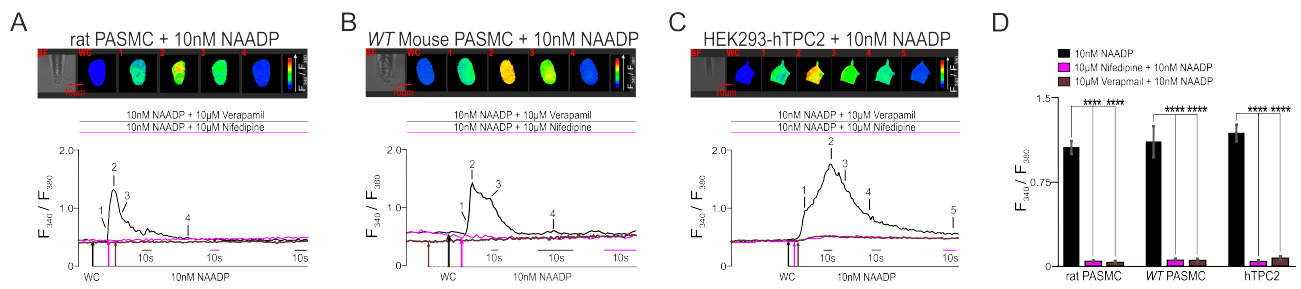 A
rat PASMC + 10nM NAADP
BF WC 1 2 3 4
10µm
F340 / F380
10nM NAADP + 10µM Verapamil
10nM NAADP + 10µM Nifedipine
2.0
1.0
0
F340 / F380
1
2
3
4
10s 10s 10s
WC 10nM NAADP
B
WT Mouse PASMC + 10nM NAADP
BF WC 1 2 3 4
10µm
F340 / F380
10nM NAADP + 10µM Verapamil
10nM NAADP + 10µM Nifedipine
2.0
1.0
0
F340 / F380
1
2
3
4
10s 10s 10s
WC 10nM NAADP
C
HEK293-hTPC2 + 10nM NAADP
BF WC 1 2 3 4 5
10µm
F340 / F380
10nM NAADP + 10µM Verapamil
10nM NAADP + 10µM Nifedipine
2.0
1.0
0
F340 / F380
1
2
3
4
5
10s 10s 10s
WC 10nM NAADP
D
10nM NAADP
10µM Nifedipine + 10nM NAADP
10µM Verapmail + 10nM NAADP
1.5
0.75
0
F340 / F380
**** **** **** **** **** ****
rat PASMC WT PASMC hTPC2